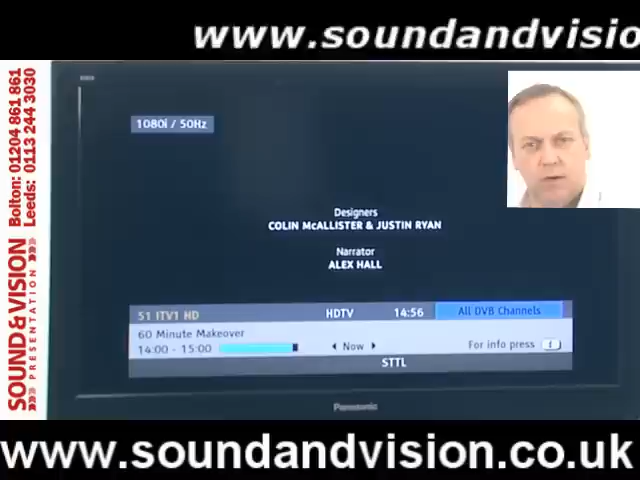 www.soundandvisio
Bolton: 01204 861 861
Leeds: 0113 244 3030
SOUND & VISION
PRESENTATION
1080i / 50Hz
Designers
COLIN McALLISTER & JUSTIN RYAN
Narrator
ALEX HALL
51 ITV1 HD HDTV 14:56 All DVB Channels
60 Minute Makeover
14:00 - 15:00 Now For info press i
STTL
Panasonic
www.soundandvision.co.uk